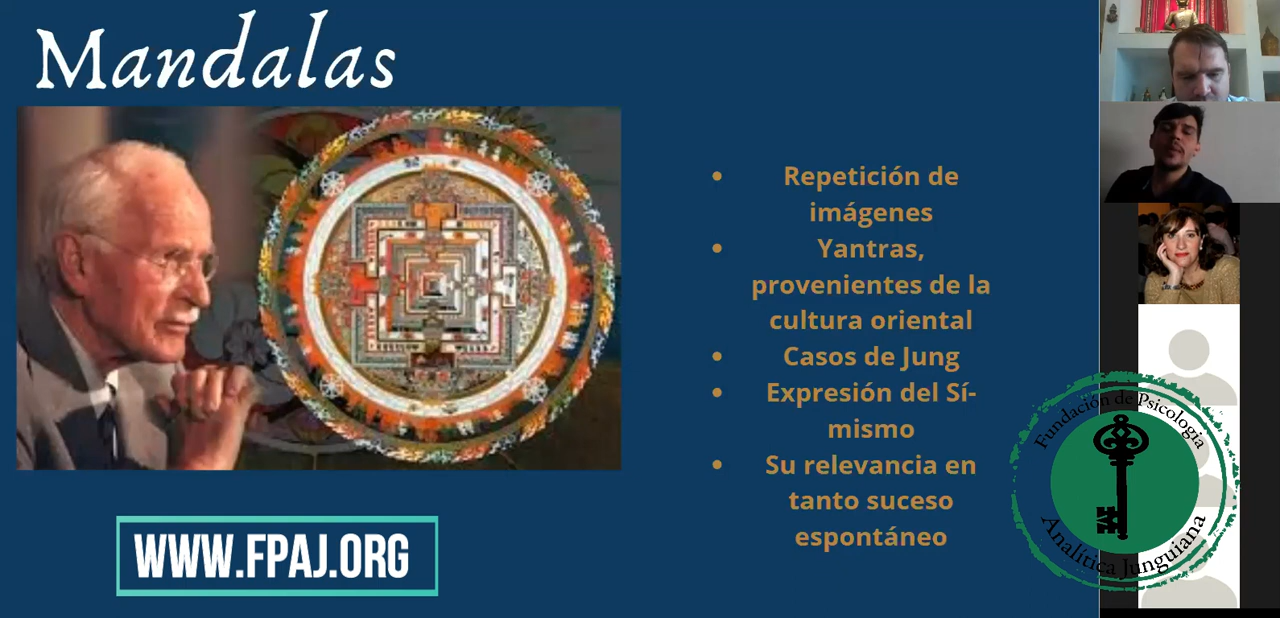 Mandalas
• Repetición de
imágenes
• Yantras,
provenientes de la
cultura oriental
• Casos de Jung
• Expresión del Sí-
mismo
• Su relevancia en
tanto suceso
espontáneo
WWW.FPAJ.ORG
Fundación de Psicología
Analítica Junguiana